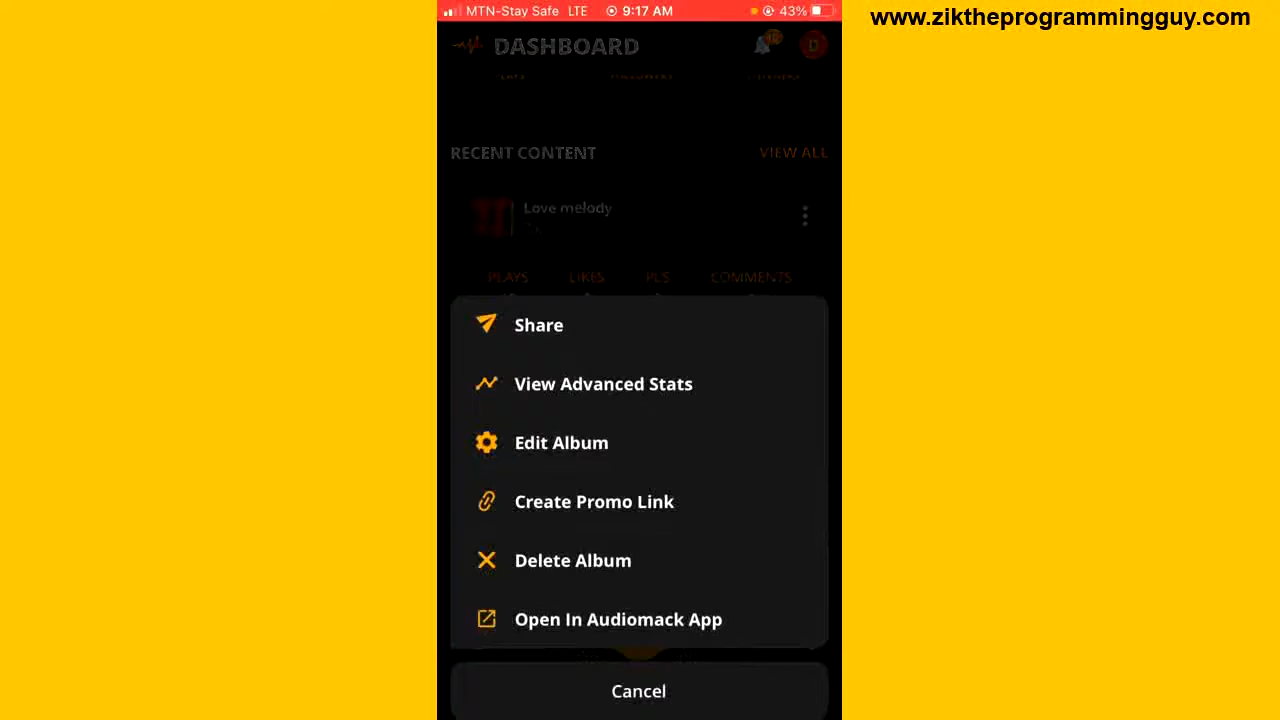 www.ziktheprogrammingguy.com
MTN-Stay Safe LTE 9:17 AM 43%
DASHBOARD D
RECENT CONTENT VIEW ALL
Love melody
PLAYS LIKES PLS COMMENTS
Share
View Advanced Stats
Edit Album
Create Promo Link
Delete Album
Open In Audiomack App
Cancel